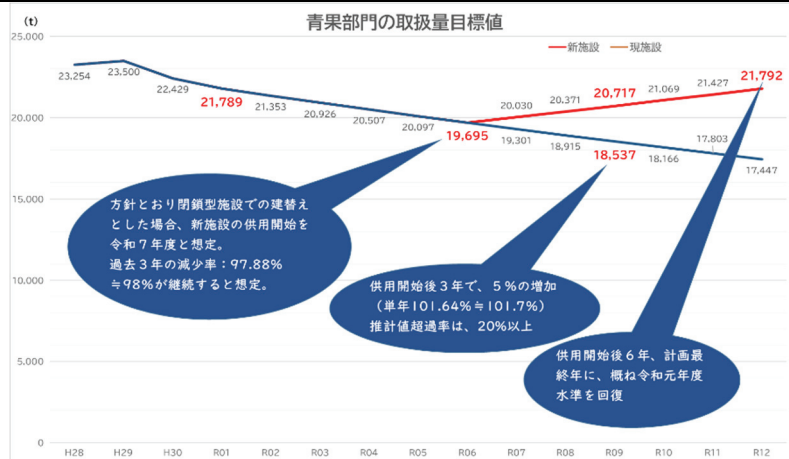 青果部門の取扱量目標値
(t)
新施設 現施設
25,000
20,000
15,000
10,000
5,000
0
23,254
23,500
22,429
21,789
21,353
20,926
20,507
20,097
19,695
20,030
20,371
20,717
21,069
21,427
21,792
19,301
18,915
18,537
18,166
17,803
17,447
方針とおり閉鎖型施設での建替え
とした場合、新施設の供用開始を
令和7年度と想定。
過去3年の減少率:97.88%
≒98%が継続すると想定。
供用開始後3年で、5%の増加
(単年101.64%≒101.7%)
推計値超過率は、20%以上
供用開始後6年、計画最
終年に、概ね令和元年度
水準を回復
H28 H29 H30 R01 R02 R03 R04 R05 R06 R07 R08 R09 R10 R11 R12